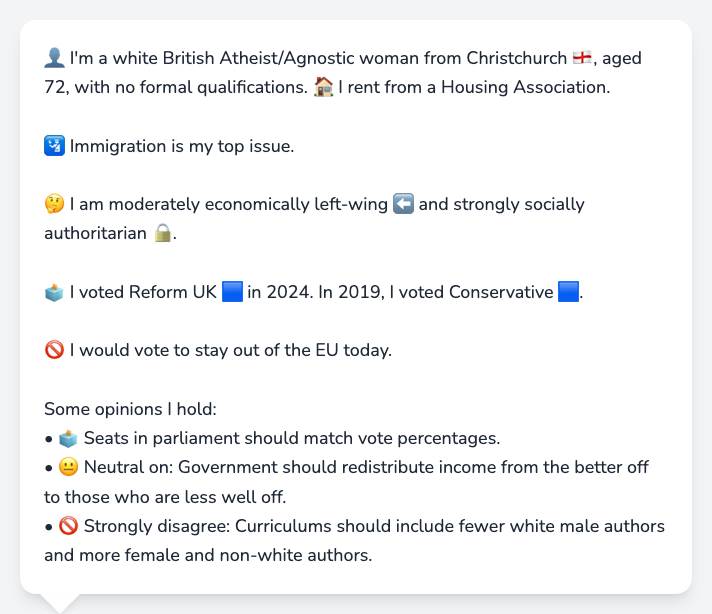 👤 I'm a white British Atheist/Agnostic woman from Christchurch 🏴󠁧󠁢󠁥󠁮󠁧󠁿, aged
72, with no formal qualifications. 🏠 I rent from a Housing Association.
🛂 Immigration is my top issue.
🤔 I am moderately economically left-wing ⬅️ and strongly socially
authoritarian 🔒.
🗳️ I voted Reform UK 🟦 in 2024. In 2019, I voted Conservative 🟦.
🚫 I would vote to stay out of the EU today.
Some opinions I hold:
• 🗳️ Seats in parliament should match vote percentages.
• 😐 Neutral on: Government should redistribute income from the better off
to those who are less well off.
• 🚫 Strongly disagree: Curriculums should include fewer white male authors
and more female and non-white authors.